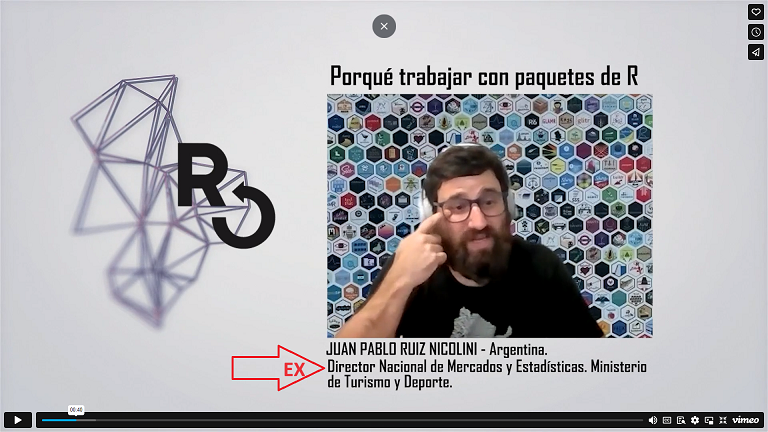 Porqué trabajar con paquetes de R
R
JUAN PABLO RUIZ NICOLINI - Argentina.
EX
Director Nacional de Mercados y Estadísticas. Ministerio
de Turismo y Deporte.
00:40
vimeo